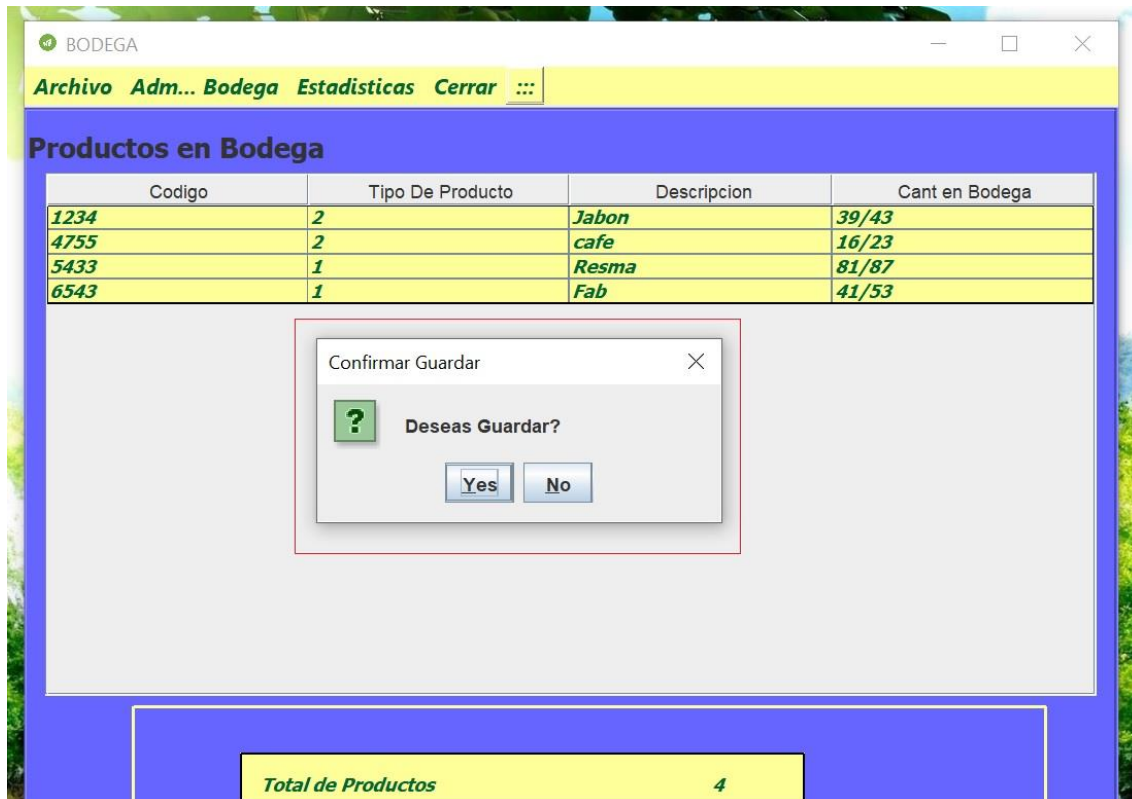 BODEGA
Archivo Adm... Bodega Estadisticas Cerrar :::
Productos en Bodega
Codigo Tipo De Producto Descripcion Cant en Bodega
1234 2 Jabon 39/43
4755 2 cafe 16/23
5433 1 Resma 81/87
6543 1 Fab 41/53
Confirmar Guardar
? Deseas Guardar?
Yes No
Total de Productos 4